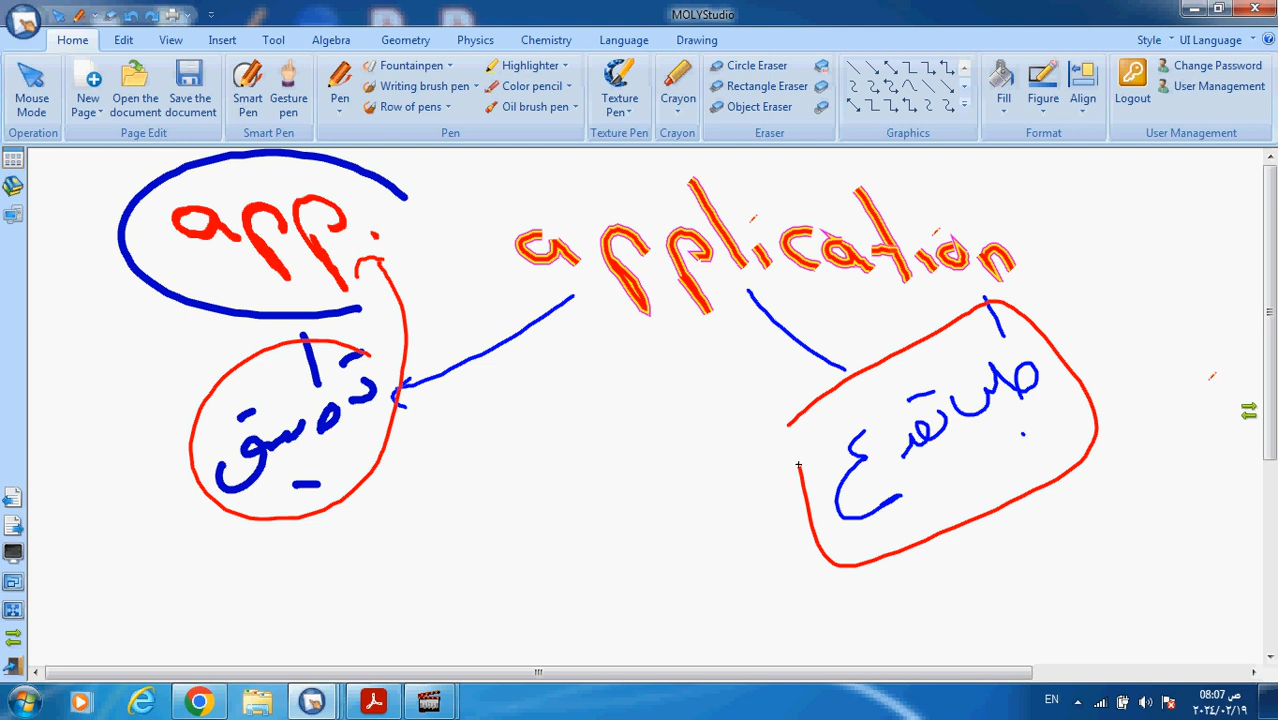 MOLYStudio
Home Edit View Insert Tool Algebra Geometry Physics Chemistry Language Drawing Style UI Language
Mouse Mode
Operation
New Page
Open the document
Save the document
Page Edit
Smart Pen
Gesture pen
Smart Pen
Pen
Fountainpen
Writing brush pen
Row of pens
Highlighter
Color pencil
Oil brush pen
Pen
Texture Pen
Texture Pen
Crayon
Crayon
Circle Eraser
Rectangle Eraser
Object Eraser
Eraser
Graphics
Fill
Figure
Align
Format
Logout
Change Password
User Management
User Management
app.
application
طلب
EN
08:07 ص
٢٠٢٤/٠٢/١٩